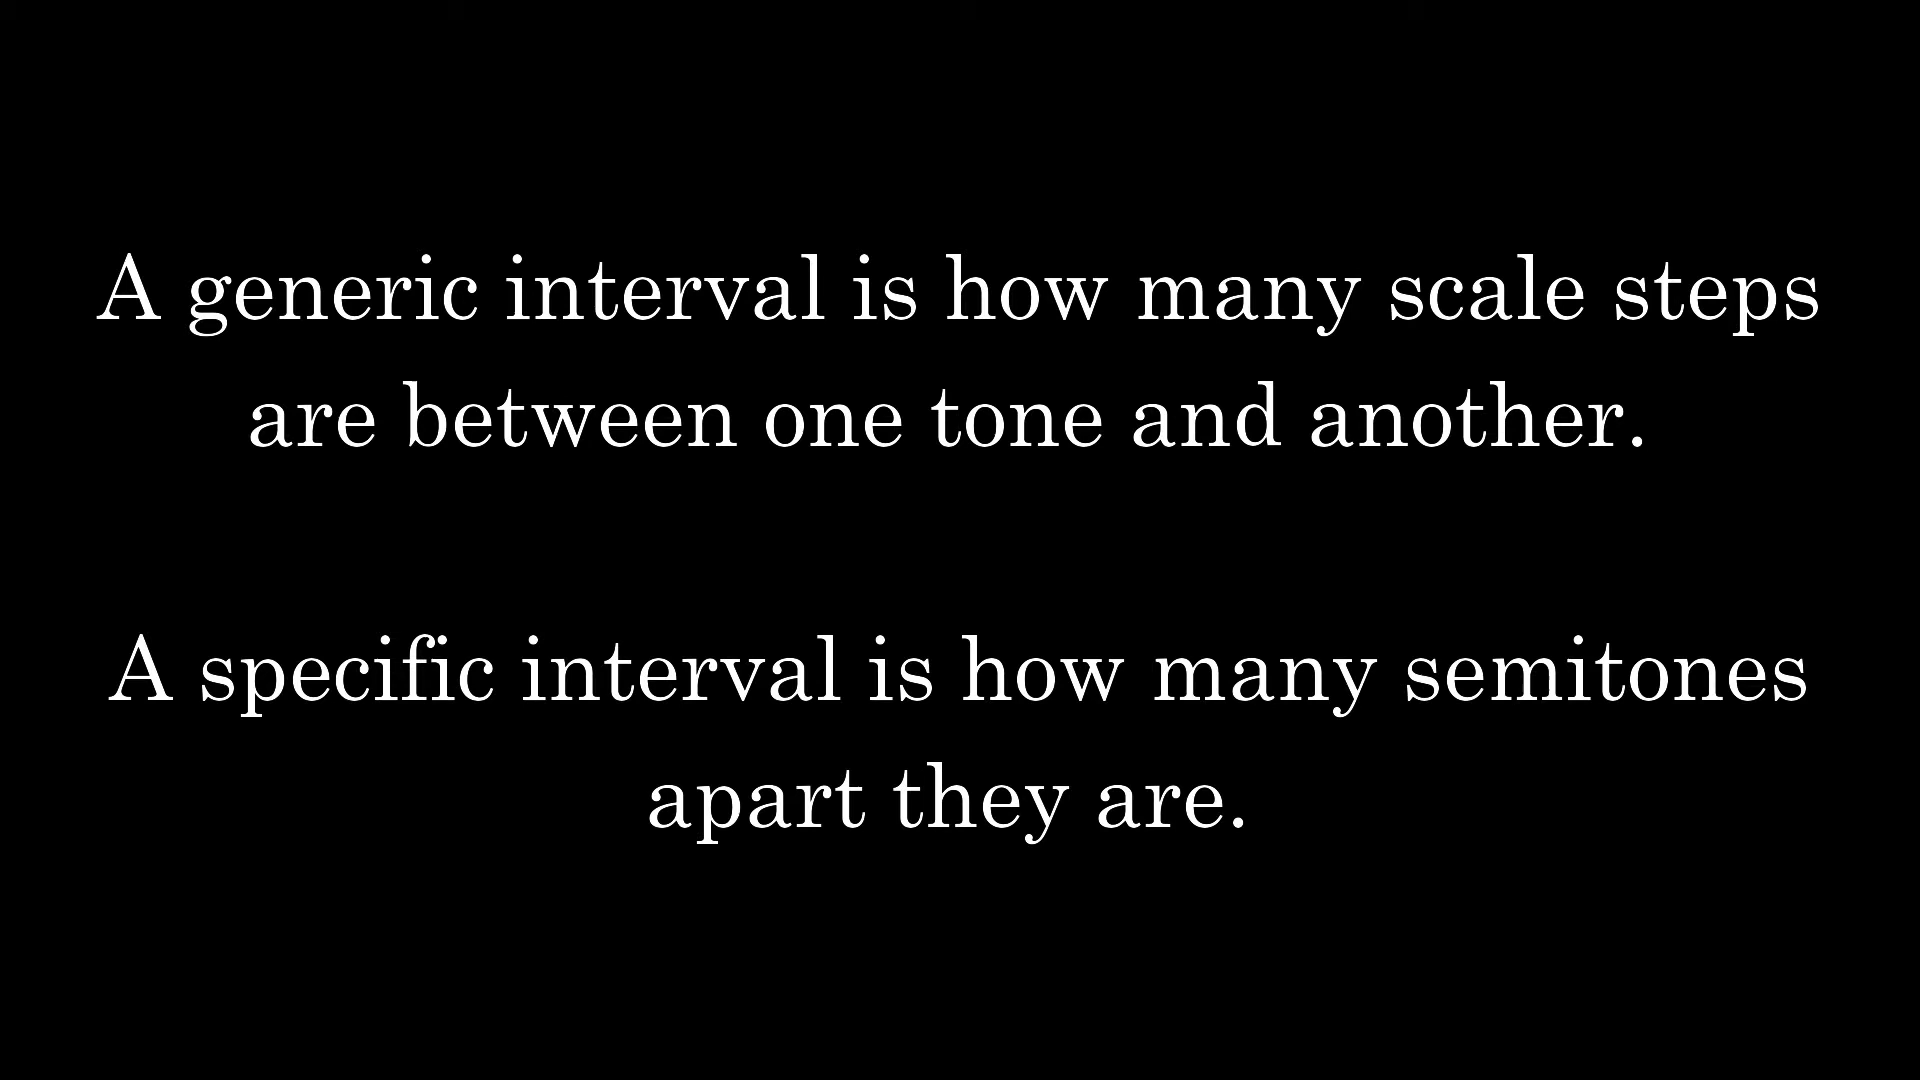 A generic interval is how many scale steps
are between one tone and another.
A specific interval is how many semitones
apart they are.